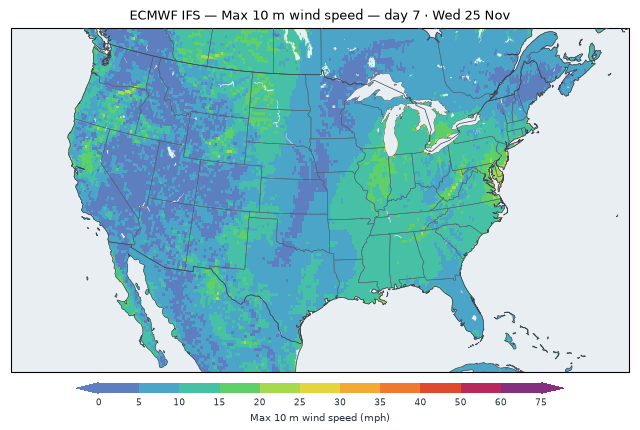 ECMWF IFS — Max 10 m wind speed — day 7 · Wed 25 Nov
0 5 10 15 20 25 30 35 40 50 60 75
Max 10 m wind speed (mph)